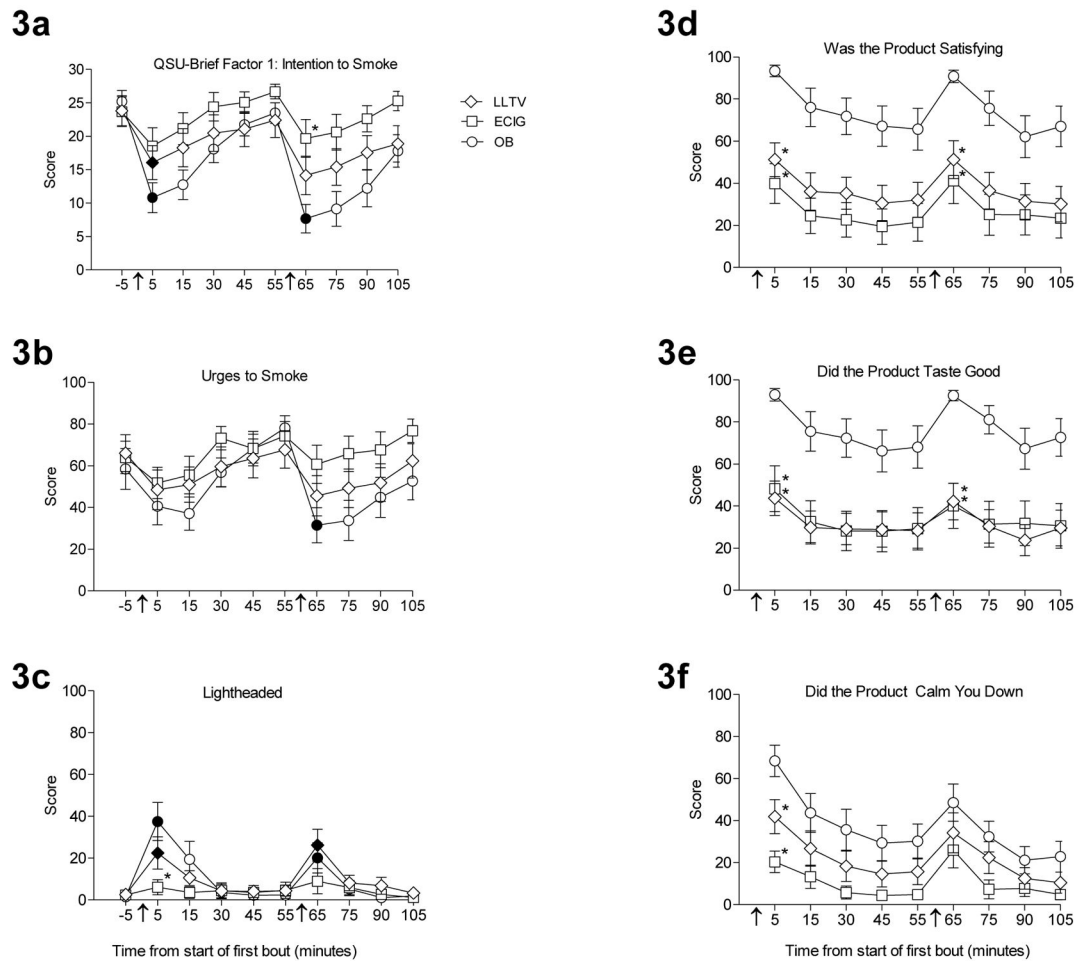 3a
QSU-Brief Factor 1: Intention to Smoke
30
25
20
15
10
5
0
Score
*
-5 5 15 30 45 55 65 75 90 105
LLTV
ECIG
OB
3b
Urges to Smoke
100
80
60
40
20
0
Score
-5 5 15 30 45 55 65 75 90 105
3c
Lightheaded
100
80
60
40
20
0
Score
*
-5 5 15 30 45 55 65 75 90 105
Time from start of first bout (minutes)
3d
Was the Product Satisfying
100
80
60
40
20
0
Score
* *
* *
5 15 30 45 55 65 75 90 105
3e
Did the Product Taste Good
100
80
60
40
20
0
Score
* *
* *
5 15 30 45 55 65 75 90 105
3f
Did the Product Calm You Down
100
80
60
40
20
0
Score
*
*
5 15 30 45 55 65 75 90 105
Time from start of first bout (minutes)